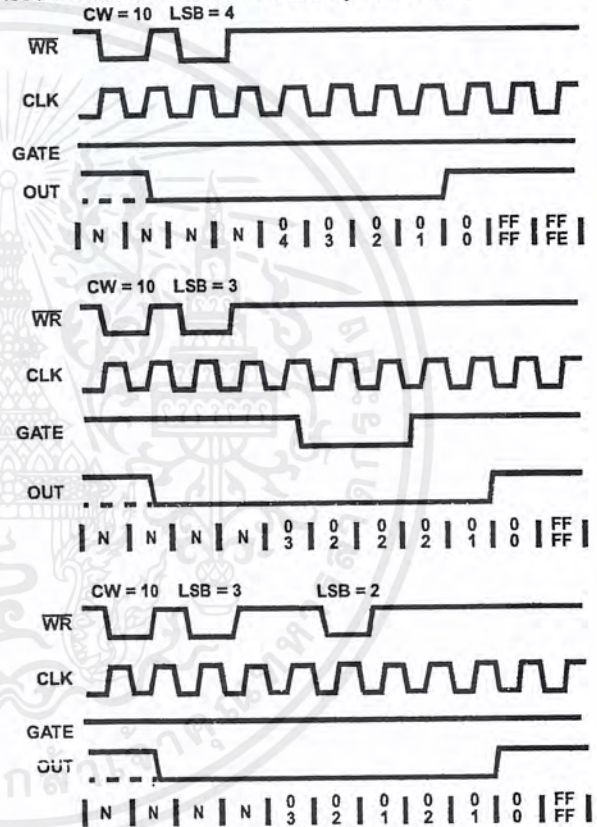 CW = 10 LSB = 4
WR
CLK
GATE
OUT
N N N N 0 4 0 3 0 2 0 1 0 0 FF FF FF FE
CW = 10 LSB = 3
WR
CLK
GATE
OUT
N N N N 0 3 0 2 0 2 0 2 0 1 0 0 FF FF
CW = 10 LSB = 3 LSB = 2
WR
CLK
GATE
OUT
N N N N 0 3 0 2 0 1 0 2 0 1 0 0 FF FF